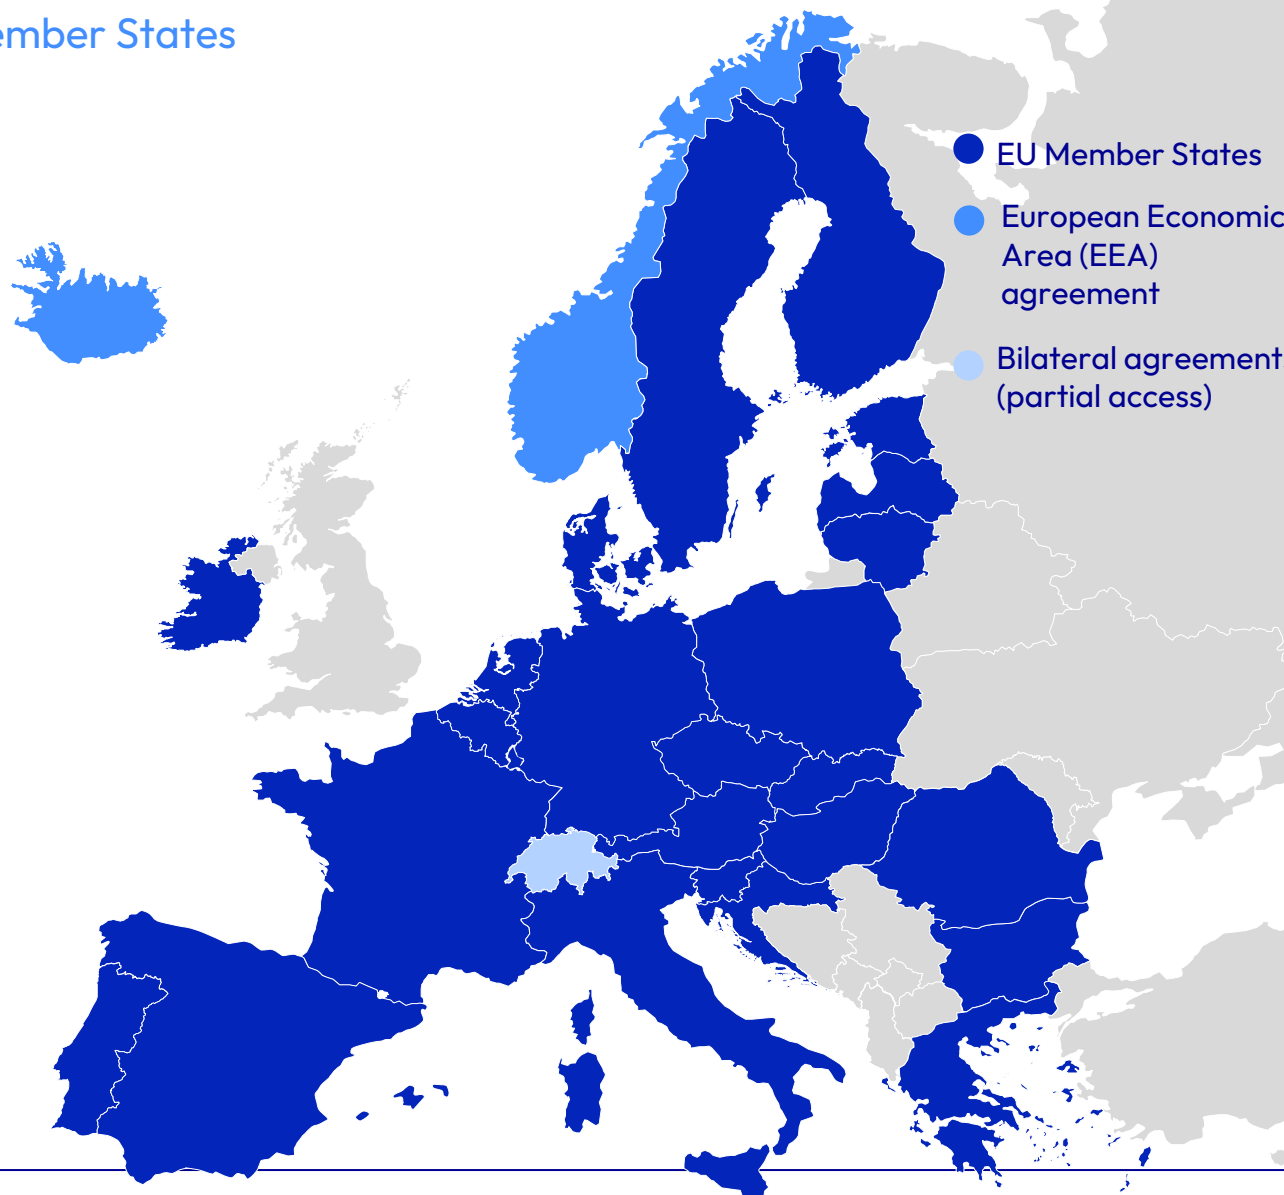 ember States
EU Member States
European Economic
Area (EEA)
agreement
Bilateral agreement
(partial access)